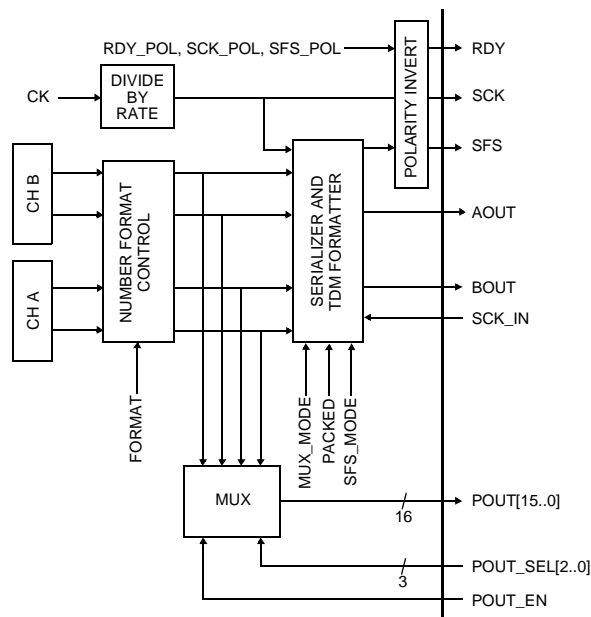 RDY_POL, SCK_POL, SFS_POL
RDY
CK
DIVIDE
BY
RATE
SCK
POLARITY INVERT
SFS
CH B
CH A
NUMBER FORMAT
CONTROL
SERIALIZER AND
TDM FORMATTER
AOUT
BOUT
SCK_IN
FORMAT
MUX_MODE
PACKED
SFS_MODE
MUX
16
POUT[15..0]
3
POUT_SEL[2..0]
POUT_EN